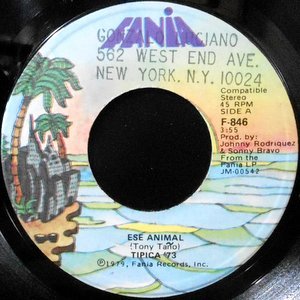 fania
GONZALO LUCIANO
562 WEST END AVE.
NEW YORK. N.Y. 10024
Compatible
Stereo
45 RPM
SIDE A
F-846
3:55
Prod. by:
Johnny Rodriquez
& Sonny Bravo
From the
Fania LP
JM-00542
ESE ANIMAL
(Tony Taño)
TIPICA '73
℗1979, Fania Records, Inc.